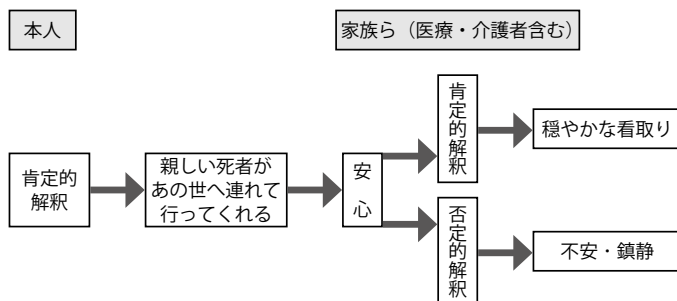 本人
家族ら（医療・介護者含む）
肯定的
解釈
親しい死者が
あの世へ連れて
行ってくれる
安心
肯定的解釈
穏やかな看取り
否定的解釈
不安・鎮静